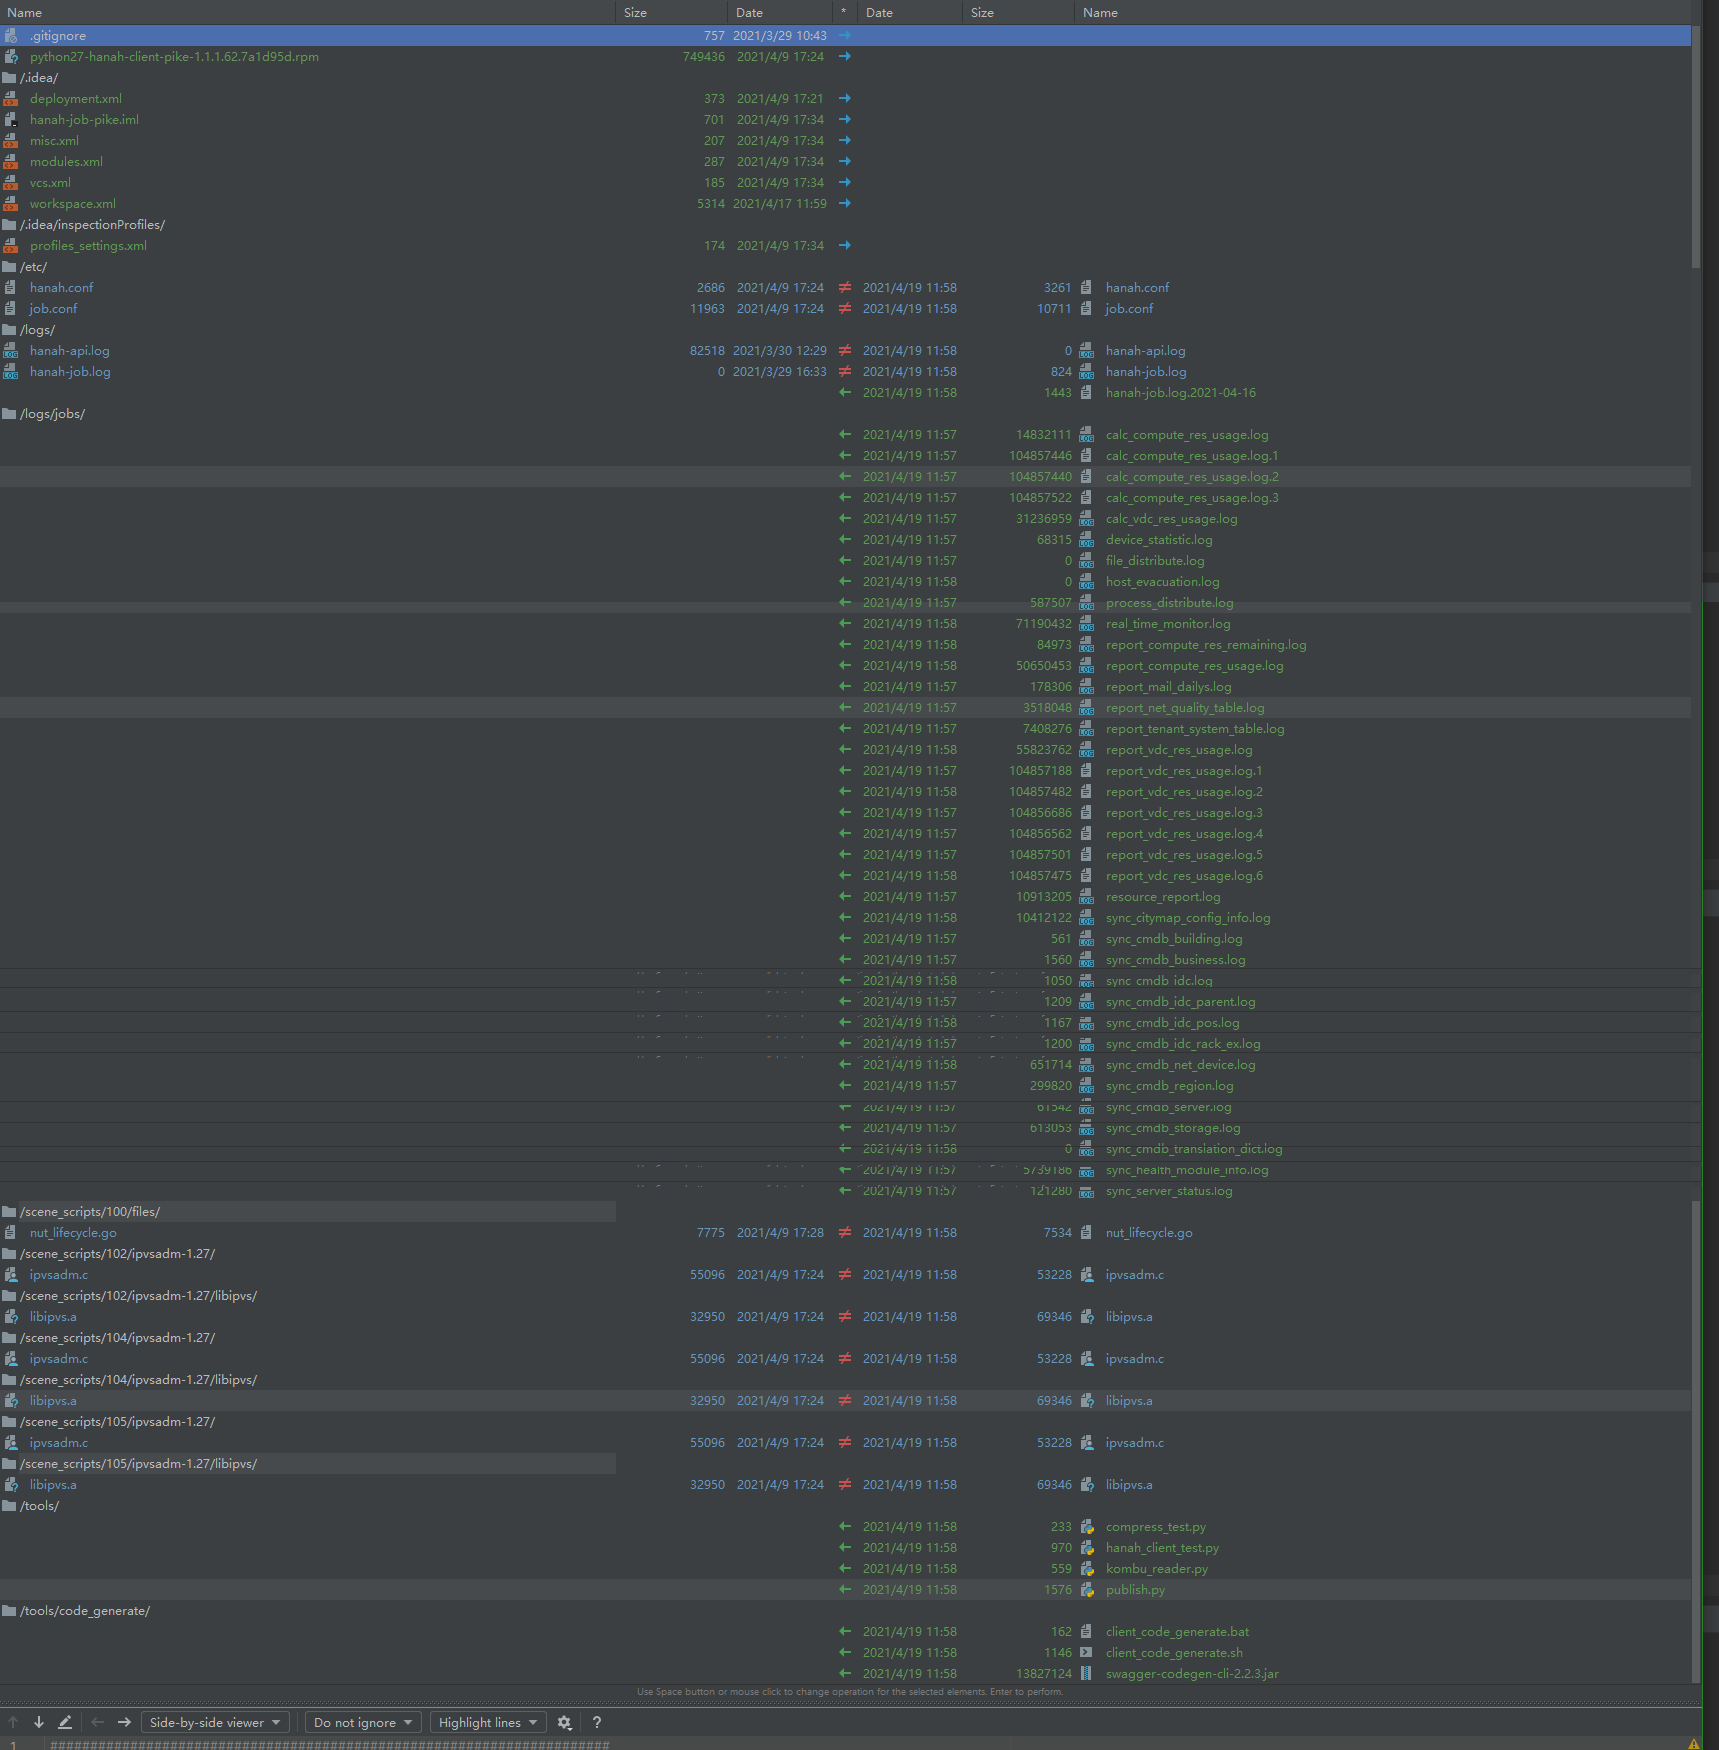 Name Size Date * Date Size Name
.gitignore 757 2021/3/29 10:43
python27-hanah-client-pike-1.1.1.62.7a1d95d.rpm 749436 2021/4/9 17:24
/.idea/
deployment.xml 373 2021/4/9 17:21
hanah-job-pike.iml 701 2021/4/9 17:34
misc.xml 207 2021/4/9 17:34
modules.xml 287 2021/4/9 17:34
vcs.xml 185 2021/4/9 17:34
workspace.xml 5314 2021/4/17 11:59
/.idea/inspectionProfiles/
profiles_settings.xml 174 2021/4/9 17:34
/etc/
hanah.conf 2686 2021/4/9 17:24 ≠ 2021/4/19 11:58 3261 hanah.conf
job.conf 11963 2021/4/9 17:24 ≠ 2021/4/19 11:58 10711 job.conf
/logs/
hanah-api.log 82518 2021/3/30 12:29 ≠ 2021/4/19 11:58 0 hanah-api.log
hanah-job.log 0 2021/3/29 16:33 ≠ 2021/4/19 11:58 824 hanah-job.log
2021/4/19 11:58 1443 hanah-job.log.2021-04-16
/logs/jobs/
2021/4/19 11:57 14832111 calc_compute_res_usage.log
2021/4/19 11:57 104857446 calc_compute_res_usage.log.1
2021/4/19 11:57 104857440 calc_compute_res_usage.log.2
2021/4/19 11:57 104857522 calc_compute_res_usage.log.3
2021/4/19 11:57 31236959 calc_vdc_res_usage.log
2021/4/19 11:57 68315 device_statistic.log
2021/4/19 11:57 0 file_distribute.log
2021/4/19 11:58 0 host_evacuation.log
2021/4/19 11:57 587507 process_distribute.log
2021/4/19 11:58 71190432 real_time_monitor.log
2021/4/19 11:58 84973 report_compute_res_remaining.log
2021/4/19 11:58 50650453 report_compute_res_usage.log
2021/4/19 11:57 178306 report_mail_dailys.log
2021/4/19 11:57 3518048 report_net_quality_table.log
2021/4/19 11:57 7408276 report_tenant_system_table.log
2021/4/19 11:58 55823762 report_vdc_res_usage.log
2021/4/19 11:57 104857188 report_vdc_res_usage.log.1
2021/4/19 11:58 104857482 report_vdc_res_usage.log.2
2021/4/19 11:57 104856686 report_vdc_res_usage.log.3
2021/4/19 11:57 104856562 report_vdc_res_usage.log.4
2021/4/19 11:57 104857501 report_vdc_res_usage.log.5
2021/4/19 11:58 104857475 report_vdc_res_usage.log.6
2021/4/19 11:57 10913205 resource_report.log
2021/4/19 11:58 10412122 sync_citymap_config_info.log
2021/4/19 11:57 561 sync_cmdb_building.log
2021/4/19 11:57 1560 sync_cmdb_business.log
2021/4/19 11:58 1050 sync_cmdb_idc.log
2021/4/19 11:57 1209 sync_cmdb_idc_parent.log
2021/4/19 11:58 1167 sync_cmdb_idc_pos.log
2021/4/19 11:57 1200 sync_cmdb_idc_rack_ex.log
2021/4/19 11:58 651714 sync_cmdb_net_device.log
2021/4/19 11:57 299820 sync_cmdb_region.log
2021/4/19 11:57 61542 sync_cmdb_server.log
2021/4/19 11:57 613053 sync_cmdb_storage.log
2021/4/19 11:58 0 sync_cmdb_translation_dict.log
2021/4/19 11:57 5739186 sync_health_module_info.log
2021/4/19 11:57 121280 sync_server_status.log
/scene_scripts/100/files/
nut_lifecycle.go 7775 2021/4/9 17:28 ≠ 2021/4/19 11:58 7534 nut_lifecycle.go
/scene_scripts/102/ipvsadm-1.27/
ipvsadm.c 55096 2021/4/9 17:24 ≠ 2021/4/19 11:58 53228 ipvsadm.c
/scene_scripts/102/ipvsadm-1.27/libipvs/
libipvs.a 32950 2021/4/9 17:24 ≠ 2021/4/19 11:58 69346 libipvs.a
/scene_scripts/104/ipvsadm-1.27/
ipvsadm.c 55096 2021/4/9 17:24 ≠ 2021/4/19 11:58 53228 ipvsadm.c
/scene_scripts/104/ipvsadm-1.27/libipvs/
libipvs.a 32950 2021/4/9 17:24 ≠ 2021/4/19 11:58 69346 libipvs.a
/scene_scripts/105/ipvsadm-1.27/
ipvsadm.c 55096 2021/4/9 17:24 ≠ 2021/4/19 11:58 53228 ipvsadm.c
/scene_scripts/105/ipvsadm-1.27/libipvs/
libipvs.a 32950 2021/4/9 17:24 ≠ 2021/4/19 11:58 69346 libipvs.a
/tools/
2021/4/19 11:58 233 compress_test.py
2021/4/19 11:58 970 hanah_client_test.py
2021/4/19 11:58 559 kombu_reader.py
2021/4/19 11:58 1576 publish.py
/tools/code_generate/
2021/4/19 11:58 162 client_code_generate.bat
2021/4/19 11:58 1146 client_code_generate.sh
2021/4/19 11:58 13827124 swagger-codegen-cli-2.2.3.jar
Use Space button or mouse click to change operation for the selected elements. Enter to perform.
Side-by-side viewer Do not ignore Highlight lines ?
1